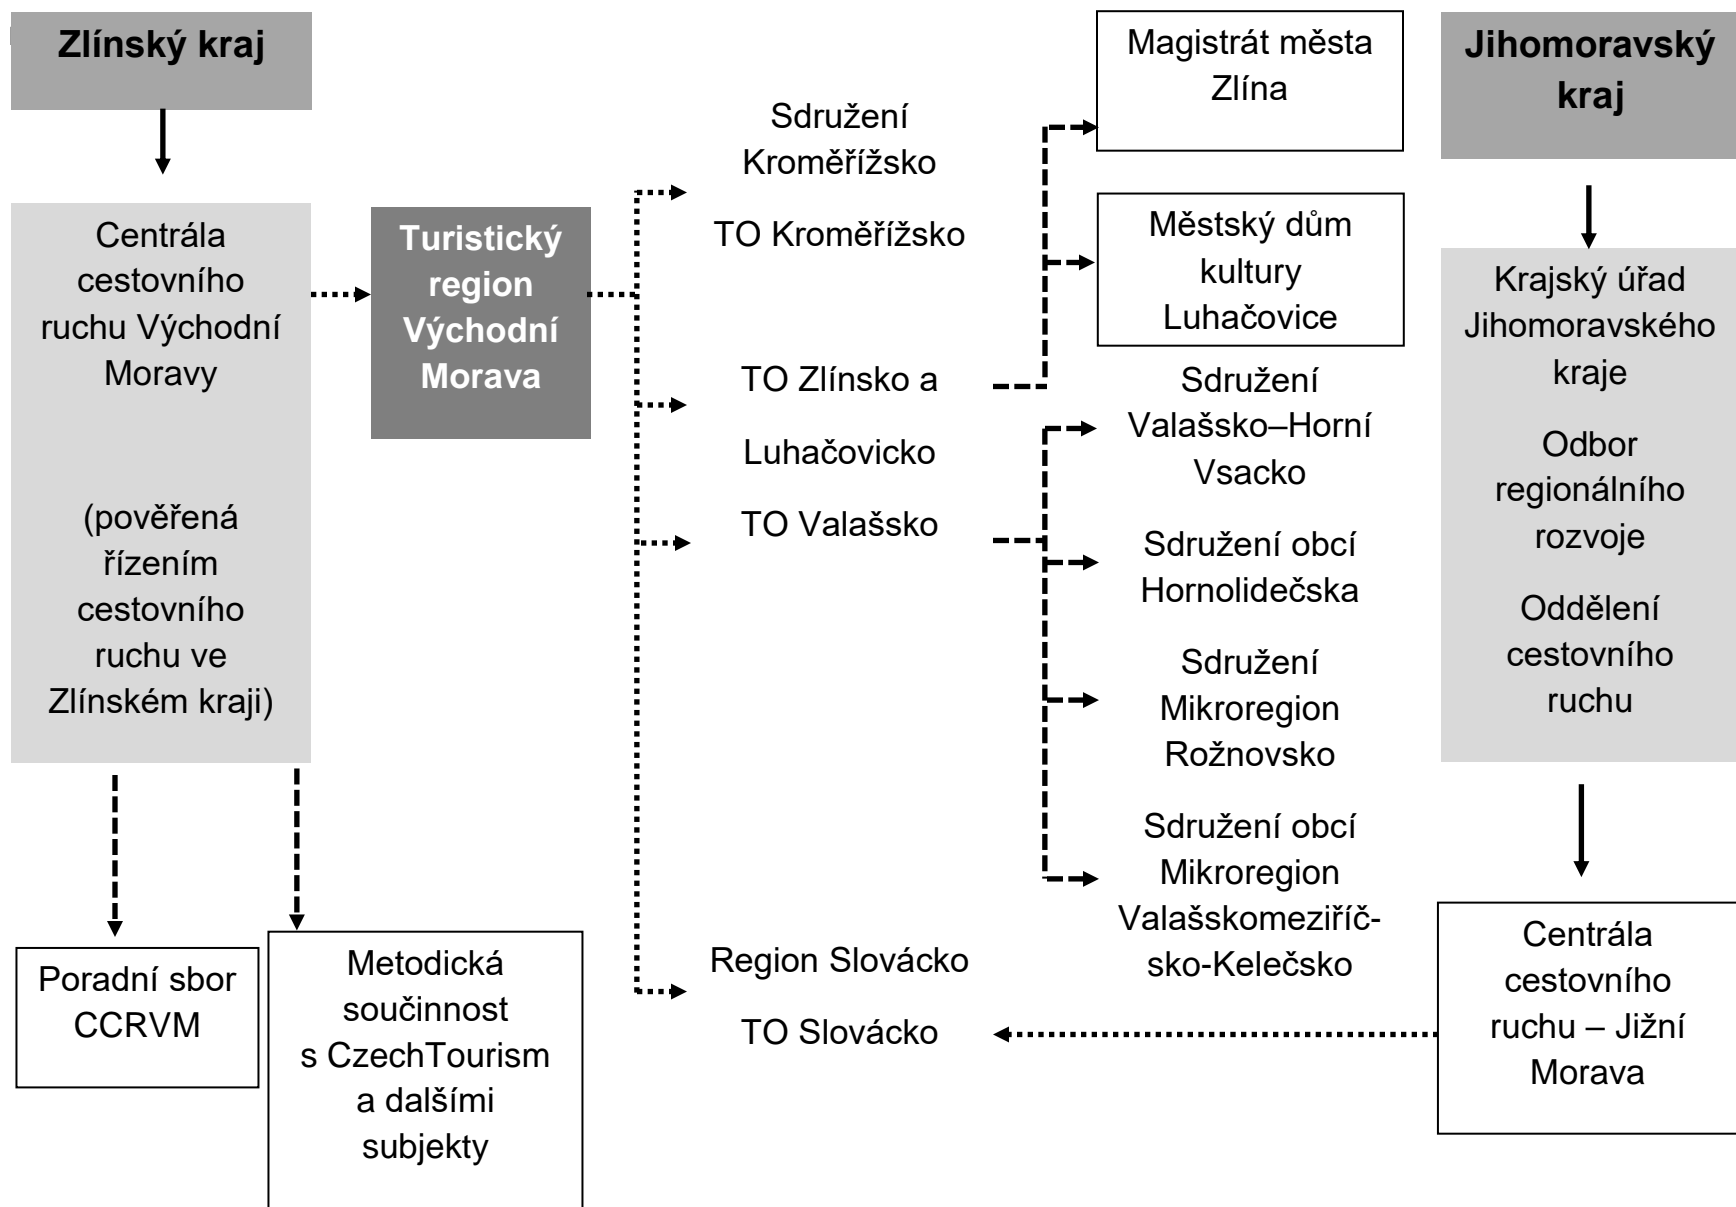 Zlínský kraj
Centrála
cestovního
ruchu Východní
Moravy
(pověřená
řízením
cestovního
ruchu ve
Zlínském kraji)
Poradní sbor
CCRVM
Metodická
součinnost
s CzechTourism
a dalšími
subjekty
Turistický
region
Východní
Morava
Sdružení
Kroměřížsko
TO Kroměřížsko
TO Zlínsko a
Luhačovicko
TO Valašsko
Region Slovácko
TO Slovácko
Magistrát města
Zlína
Městský dům
kultury
Luhačovice
Sdružení
Valašsko–Horní
Vsacko
Sdružení obcí
Hornolidečska
Sdružení
Mikroregion
Rožnovsko
Sdružení obcí
Mikroregion
Valašskomeziříč-
sko-Kelečsko
Jihomoravský
kraj
Krajský úřad
Jihomoravského
kraje
Odbor
regionálního
rozvoje
Oddělení
cestovního
ruchu
Centrála
cestovního
ruchu – Jižní
Morava